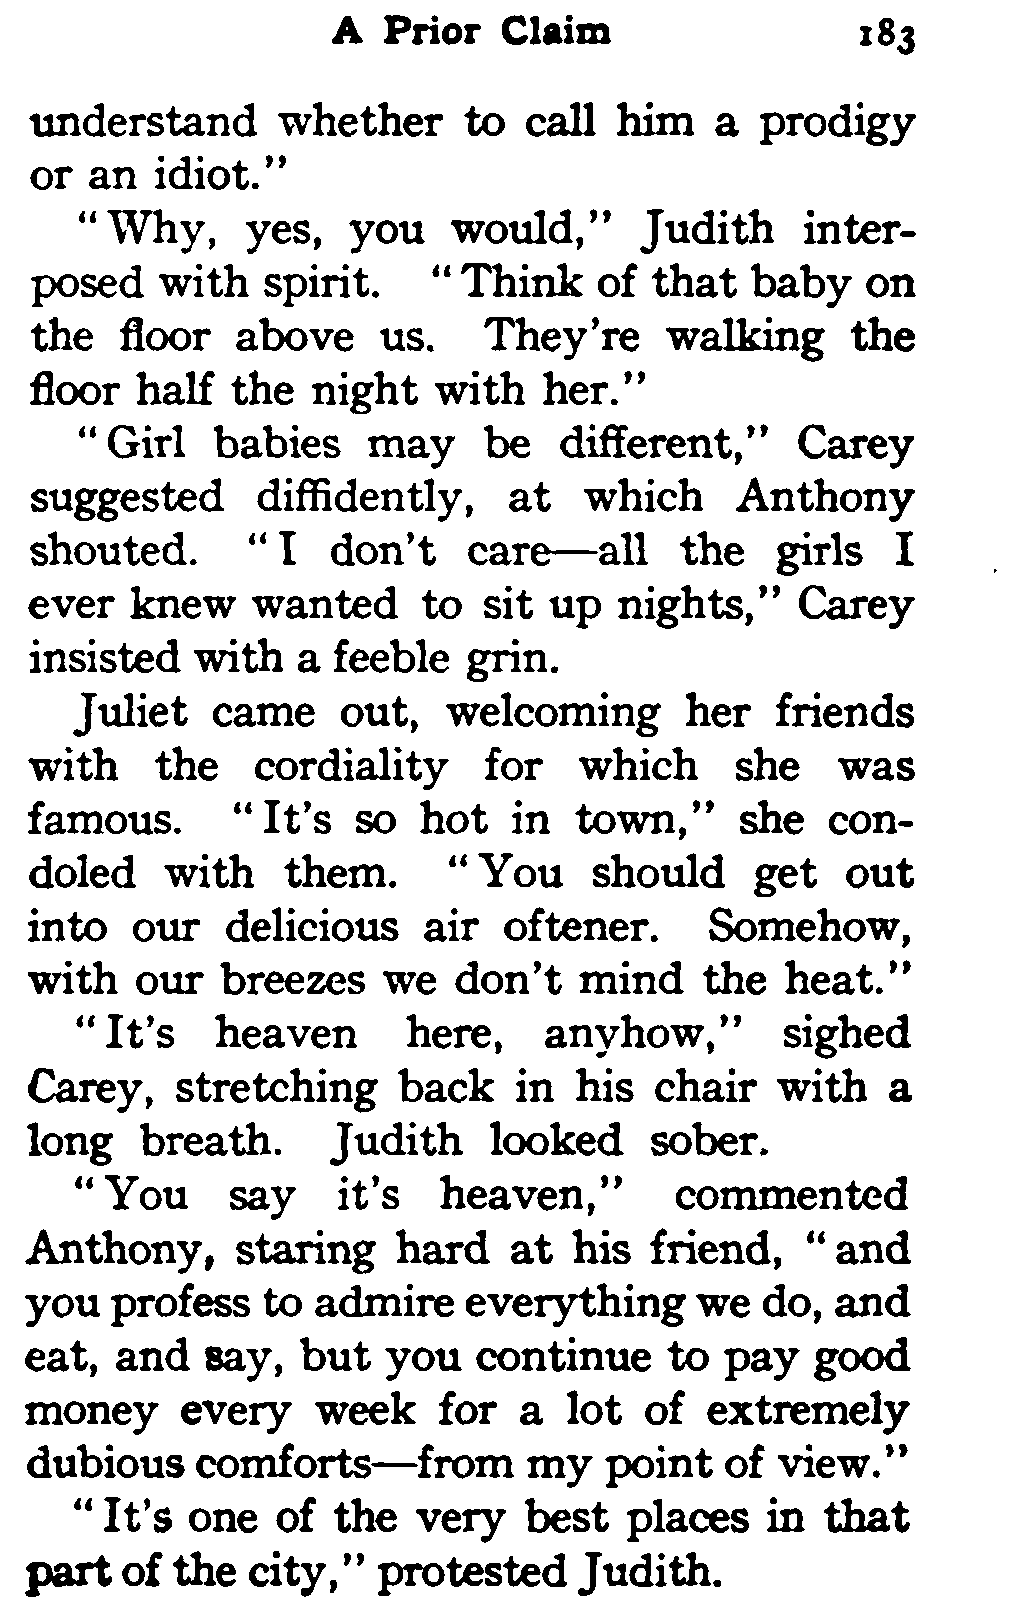 A Prior Claim 183
understand whether to call him a prodigy
or an idiot."
"Why, yes, you would," Judith inter-
posed with spirit. "Think of that baby on
the floor above us. They're walking the
floor half the night with her."
"Girl babies may be different," Carey
suggested diffidently, at which Anthony
shouted. "I don't care—all the girls I
ever knew wanted to sit up nights," Carey
insisted with a feeble grin.
Juliet came out, welcoming her friends
with the cordiality for which she was
famous. "It's so hot in town," she con-
doled with them. "You should get out
into our delicious air oftener. Somehow,
with our breezes we don't mind the heat."
"It's heaven here, anyhow," sighed
Carey, stretching back in his chair with a
long breath. Judith looked sober.
"You say it's heaven," commented
Anthony, staring hard at his friend, "and
you profess to admire everything we do, and
eat, and say, but you continue to pay good
money every week for a lot of extremely
dubious comforts—from my point of view."
"It's one of the very best places in that
part of the city," protested Judith.